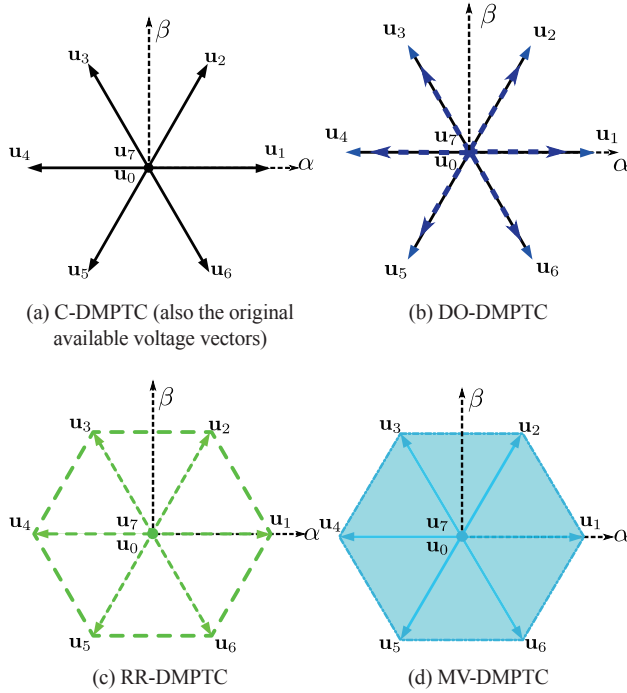 β
u₃ u₂
u₄ u₇ u₁
u₀ α
u₅ u₆
(a) C-DMPTC (also the original
available voltage vectors)
β
u₃ u₂
u₄ u₇ u₁
u₀ α
u₅ u₆
(b) DO-DMPTC
β
u₃ u₂
u₄ u₇ u₁
u₀ α
u₅ u₆
(c) RR-DMPTC
β
u₃ u₂
u₄ u₇ u₁
u₀ α
u₅ u₆
(d) MV-DMPTC